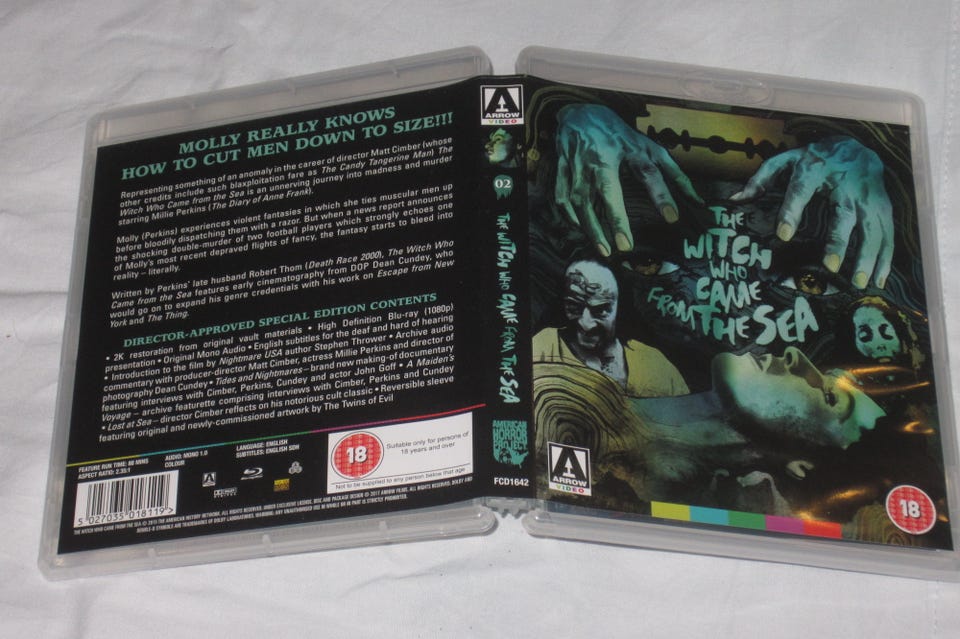 MOLLY REALLY KNOWS
HOW TO CUT MEN DOWN TO SIZE!!!
Representing something of an anomaly in the career of director Matt Cimber (whose
other credits include such blaxploitation fare as The Candy Tangerine Man) The
Witch Who Came from the Sea is an unnerving journey into madness and murder
starring Millie Perkins (The Diary of Anne Frank).
Molly (Perkins) experiences violent fantasies in which she ties muscular men up
before bloodily dispatching them with a razor. But when a news report announces
the shocking double-murder of two football players which strongly echoes one
of Molly's most recent depraved flights of fancy, the fantasy starts to bleed into
reality – literally.
Written by Perkins' late husband Robert Thom (Death Race 2000), The Witch Who
Came from the Sea features early cinematography from DOP Dean Cundey, who
would go on to expand his genre credentials with his work on Escape from New
York and The Thing.
DIRECTOR-APPROVED SPECIAL EDITION CONTENTS
• 2K restoration from original vault materials • High Definition Blu-ray (1080p)
presentation • Original Mono Audio • English subtitles for the deaf and hard of hearing
• Introduction to the film by Nightmare USA author Stephen Thrower • Archive audio
commentary with producer-director Matt Cimber, actress Millie Perkins and director of
photography Dean Cundey • Tides and Nightmares – brand new making-of documentary
featuring interviews with Cimber, Perkins, Cundey and actor John Goff • A Maiden's
Voyage – archive featurette comprising interviews with Cimber, Perkins and Cundey
• Lost at Sea – director Cimber reflects on his notorious cult classic • Reversible sleeve
featuring original and newly-commissioned artwork by The Twins of Evil
FEATURE RUN TIME: 88 MINS
ASPECT RATIO: 2.35:1
AUDIO: MONO 1.0
COLOUR
LANGUAGE: ENGLISH
SUBTITLES: ENGLISH SDH
18
Suitable only for persons of
18 years and over
Not to be supplied to any person below that age
ARROW
Blu-ray
5 027035 018119 >
A
ARROW
VIDEO
02
THE WITCH WHO CAME FROM THE SEA
AMERICAN
HORROR
PROJECT
FCD1642
THE
WITCH
WHO
CAME
FROM THE SEA
A
ARROW
VIDEO
18